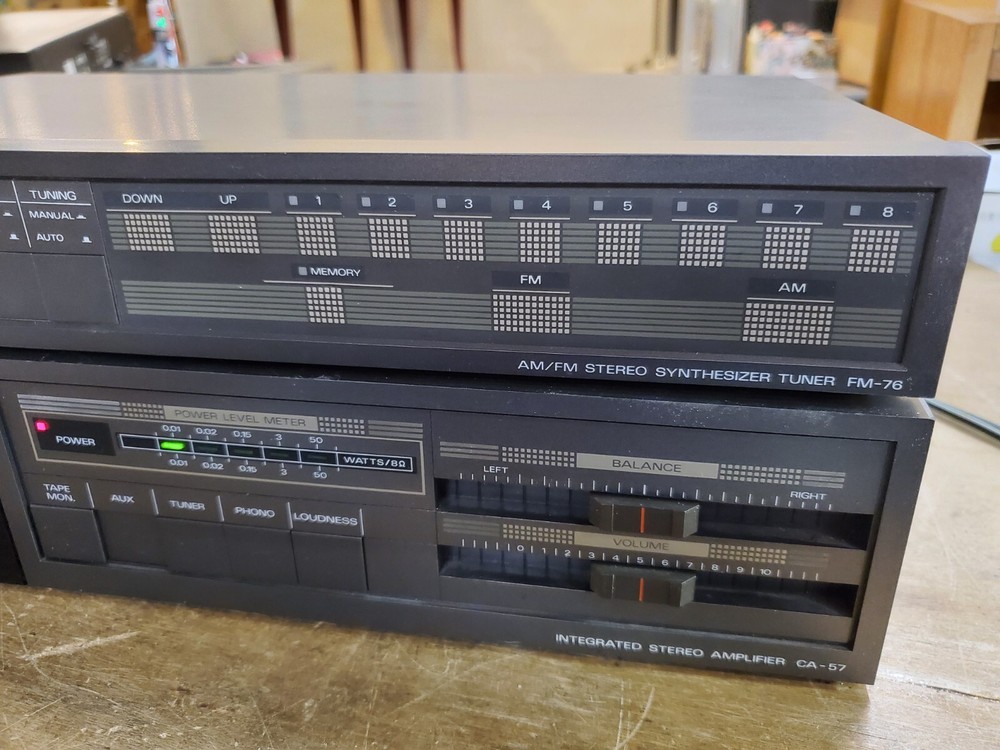 TUNING
MANUAL
AUTO
DOWN UP 1 2 3 4 5 6 7 8
MEMORY FM AM
AM/FM STEREO SYNTHESIZER TUNER FM-76
POWER LEVEL METER
POWER
0.01 0.02 0.15 3 50
WATTS/8Ω
0.01 0.02 0.15 3 50
TAPE MON. AUX TUNER PHONO LOUDNESS
BALANCE
LEFT RIGHT
VOLUME
0 1 2 3 4 5 6 7 8 9 10
INTEGRATED STEREO AMPLIFIER CA-57